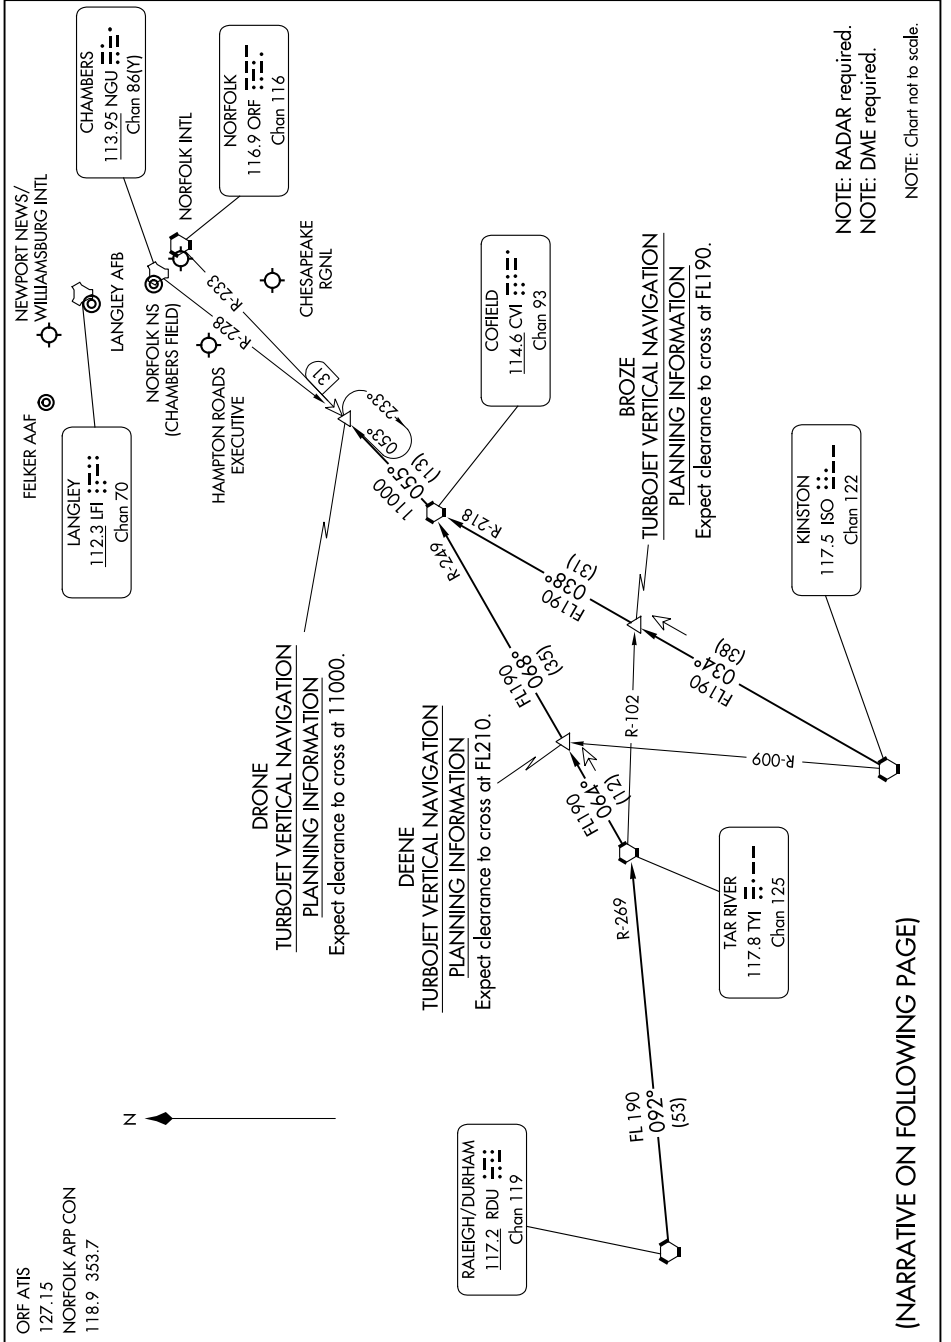 ORF ATIS
127.15
NORFOLK APP CON
118.9 353.7
N
NEWPORT NEWS/
WILLIAMSBURG INTL
FELKER AAF
LANGLEY AFB
LANGLEY
112.3 LFI
Chan 70
CHAMBERS
113.95 NGU
Chan 86(Y)
NORFOLK NS
(CHAMBERS FIELD)
NORFOLK INTL
NORFOLK
116.9 ORF
Chan 116
HAMPTON ROADS
EXECUTIVE
CHESAPEAKE
RGNL
R-233
R-228
31
233°
053°
055°
(13)
11000
DRONE
TURBOJET VERTICAL NAVIGATION
PLANNING INFORMATION
Expect clearance to cross at 11000.
COFIELD
114.6 CVI
Chan 93
R-249
R-218
FL190
068°
(35)
FL190
038°
(31)
DEENE
TURBOJET VERTICAL NAVIGATION
PLANNING INFORMATION
Expect clearance to cross at FL210.
BROZE
TURBOJET VERTICAL NAVIGATION
PLANNING INFORMATION
Expect clearance to cross at FL190.
FL190
064°
(12)
R-102
R-009
FL190
034°
(38)
R-269
TAR RIVER
117.8 TYI
Chan 125
KINSTON
117.5 ISO
Chan 122
RALEIGH/DURHAM
117.2 RDU
Chan 119
FL 190
092°
(53)
NOTE: RADAR required.
NOTE: DME required.
NOTE: Chart not to scale.
(NARRATIVE ON FOLLOWING PAGE)